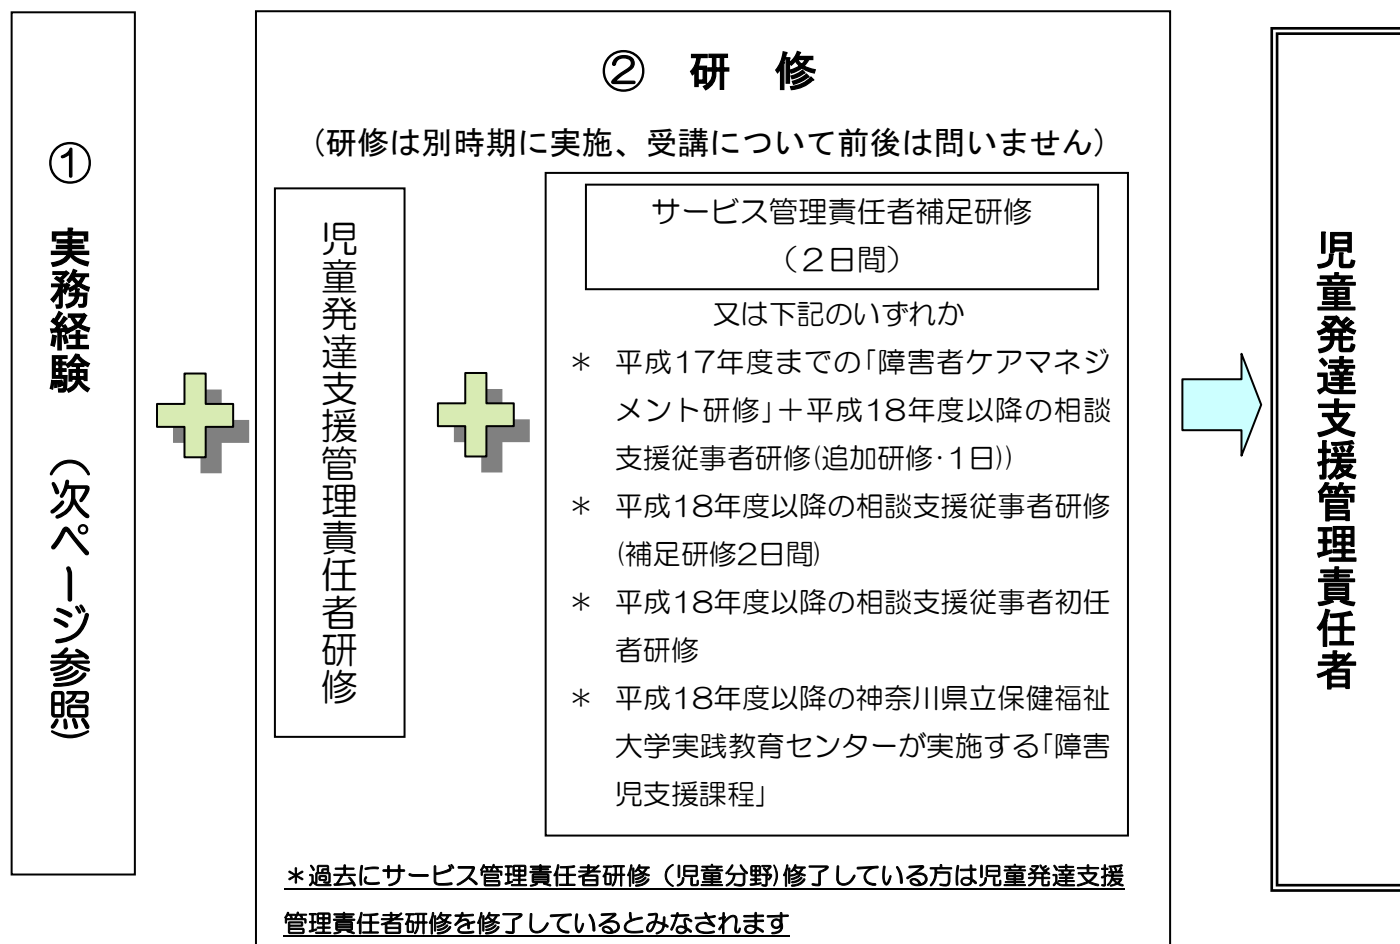 ① 実務経験 （次ページ参照）
② 研 修
（研修は別時期に実施、受講について前後は問いません）
児童発達支援管理責任者研修
サービス管理責任者補足研修
（２日間）
又は下記のいずれか
＊ 平成17年度までの｢障害者ケアマネジ
メント研修｣＋平成18年度以降の相談
支援従事者研修(追加研修･1日))
＊ 平成18年度以降の相談支援従事者研修
(補足研修2日間)
＊ 平成18年度以降の相談支援従事者初任
者研修
＊ 平成18年度以降の神奈川県立保健福祉
大学実践教育センターが実施する｢障害
児支援課程｣
＊過去にサービス管理責任者研修（児童分野)修了している方は児童発達支援
管理責任者研修を修了しているとみなされます
児童発達支援管理責任者